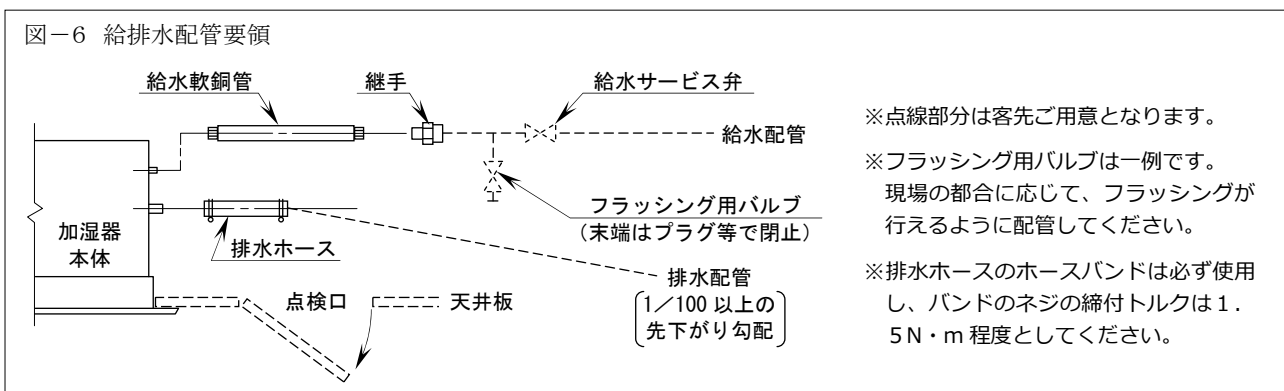 図－6 給排水配管要領
給水軟銅管
継手
給水サービス弁
給水配管
フラッシング用バルブ
(末端はプラグ等で閉止)
加湿器
本体
排水ホース
排水配管
1／100 以上の
先下がり勾配
点検口
天井板
※点線部分は客先ご用意となります。
※フラッシング用バルブは一例です。
現場の都合に応じて、フラッシングが
行えるように配管してください。
※排水ホースのホースバンドは必ず使用
し、バンドのネジの締付トルクは１．
５N・m 程度としてください。